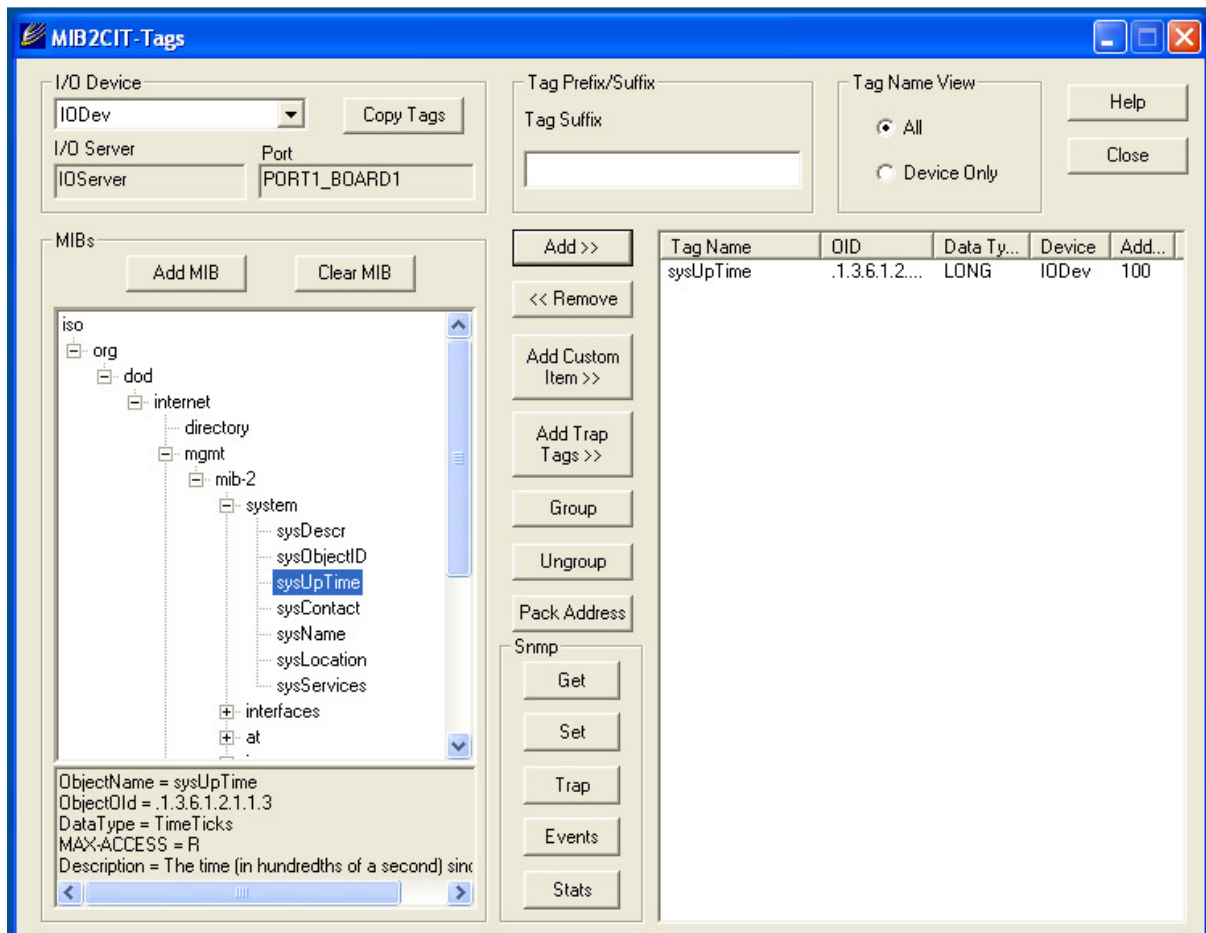 MIB2CIT-Tags
I/O Device
IODev
Copy Tags
I/O Server
Port
IOServer
PORT1_BOARD1
Tag Prefix/Suffix
Tag Suffix
Tag Name View
All
Device Only
Help
Close
MIBs
Add MIB
Clear MIB
iso
org
dod
internet
directory
mgmt
mib-2
system
sysDescr
sysObjectID
sysUpTime
sysContact
sysName
sysLocation
sysServices
interfaces
at
ObjectName = sysUpTime
ObjectOId = .1.3.6.1.2.1.1.3
DataType = TimeTicks
MAX-ACCESS = R
Description = The time (in hundredths of a second) sinc
Add >>
<< Remove
Add Custom
Item >>
Add Trap
Tags >>
Group
Ungroup
Pack Address
Snmp
Get
Set
Trap
Events
Stats
Tag Name OID Data Ty... Device Add...
sysUpTime .1.3.6.1.2.... LONG IODev 100